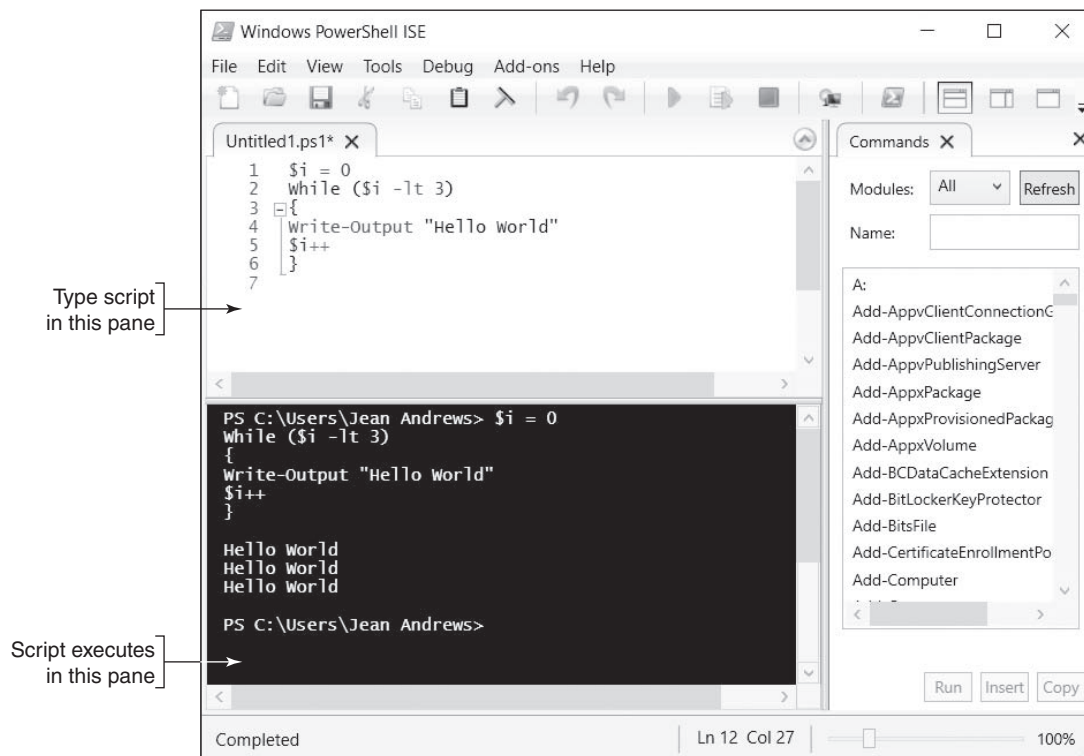 Windows PowerShell ISE
File Edit View Tools Debug Add-ons Help
Untitled1.ps1* X
1 $i = 0
2 While ($i -lt 3)
3 {
4 Write-Output "Hello World"
5 $i++
6 }
7
Type script
in this pane
PS C:\Users\Jean Andrews> $i = 0
While ($i -lt 3)
{
Write-Output "Hello World"
$i++
}
Hello World
Hello World
Hello World
PS C:\Users\Jean Andrews>
Script executes
in this pane
Commands X
Modules: All Refresh
Name:
A:
Add-AppvClientConnectionG
Add-AppvClientPackage
Add-AppvPublishingServer
Add-AppxPackage
Add-AppxProvisionedPackag
Add-AppxVolume
Add-BCDataCacheExtension
Add-BitLockerKeyProtector
Add-BitsFile
Add-CertificateEnrollmentPo
Add-Computer
Run Insert Copy
Completed
Ln 12 Col 27
100%